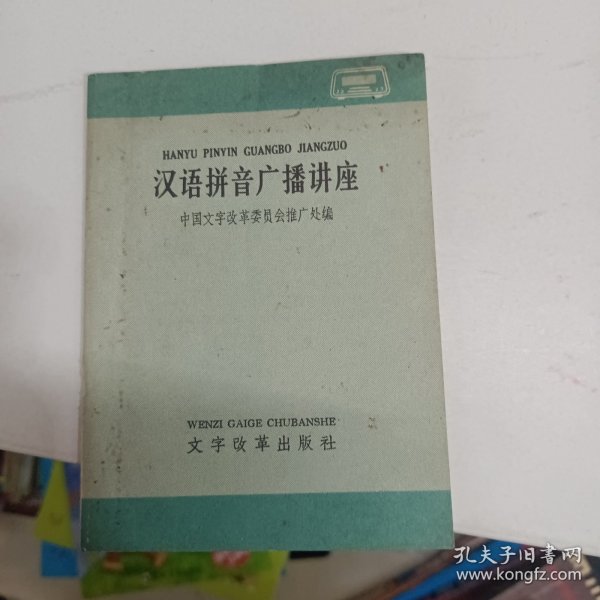 HANYU PINYIN GUANGBO JIANGZUO
汉语拼音广播讲座
中国文字改革委员会推广处编
WENZI GAIGE CHUBANSHE
文字改革出版社
孔夫子旧书网
www.kongfz.com